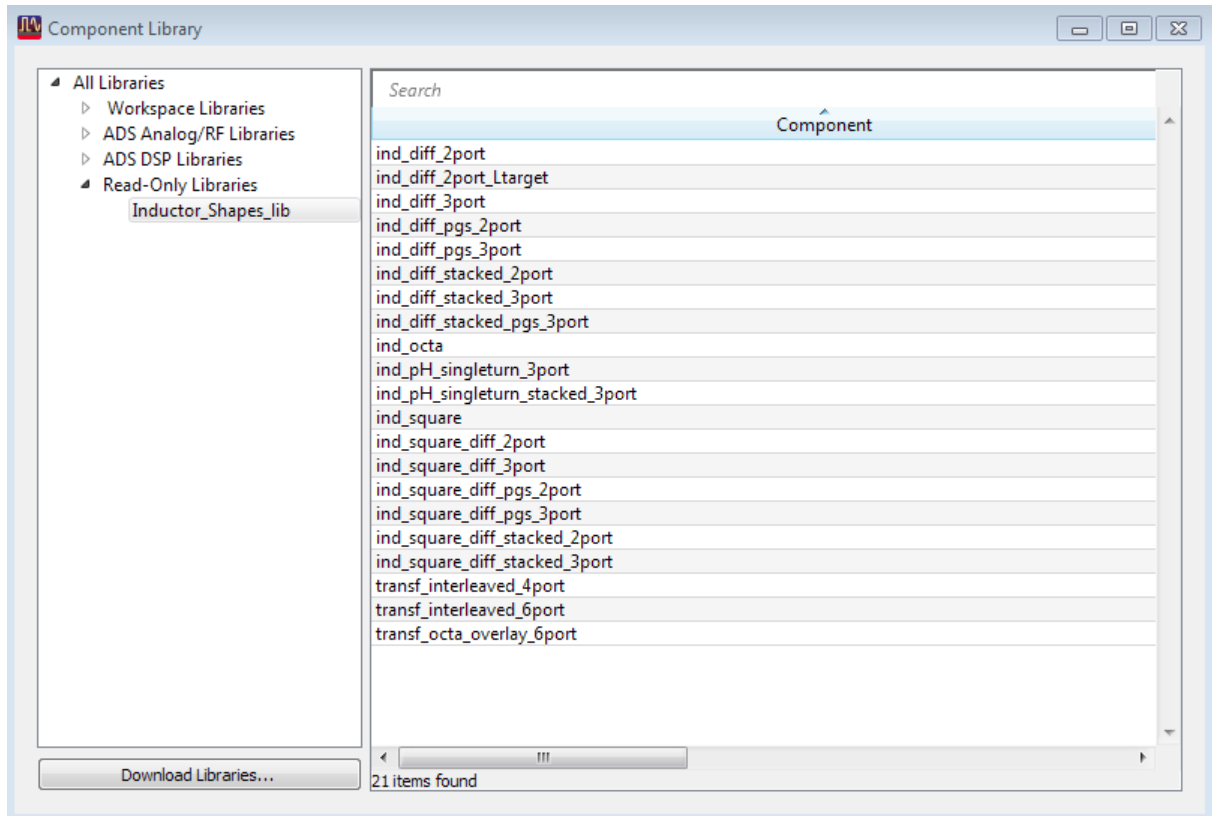 Component Library
All Libraries
Workspace Libraries
ADS Analog/RF Libraries
ADS DSP Libraries
Read-Only Libraries
Inductor_Shapes_lib
Download Libraries...
Search
Component
ind_diff_2port
ind_diff_2port_Ltarget
ind_diff_3port
ind_diff_pgs_2port
ind_diff_pgs_3port
ind_diff_stacked_2port
ind_diff_stacked_3port
ind_diff_stacked_pgs_3port
ind_octa
ind_pH_singleturn_3port
ind_pH_singleturn_stacked_3port
ind_square
ind_square_diff_2port
ind_square_diff_3port
ind_square_diff_pgs_2port
ind_square_diff_pgs_3port
ind_square_diff_stacked_2port
ind_square_diff_stacked_3port
transf_interleaved_4port
transf_interleaved_6port
transf_octa_overlay_6port
21 items found